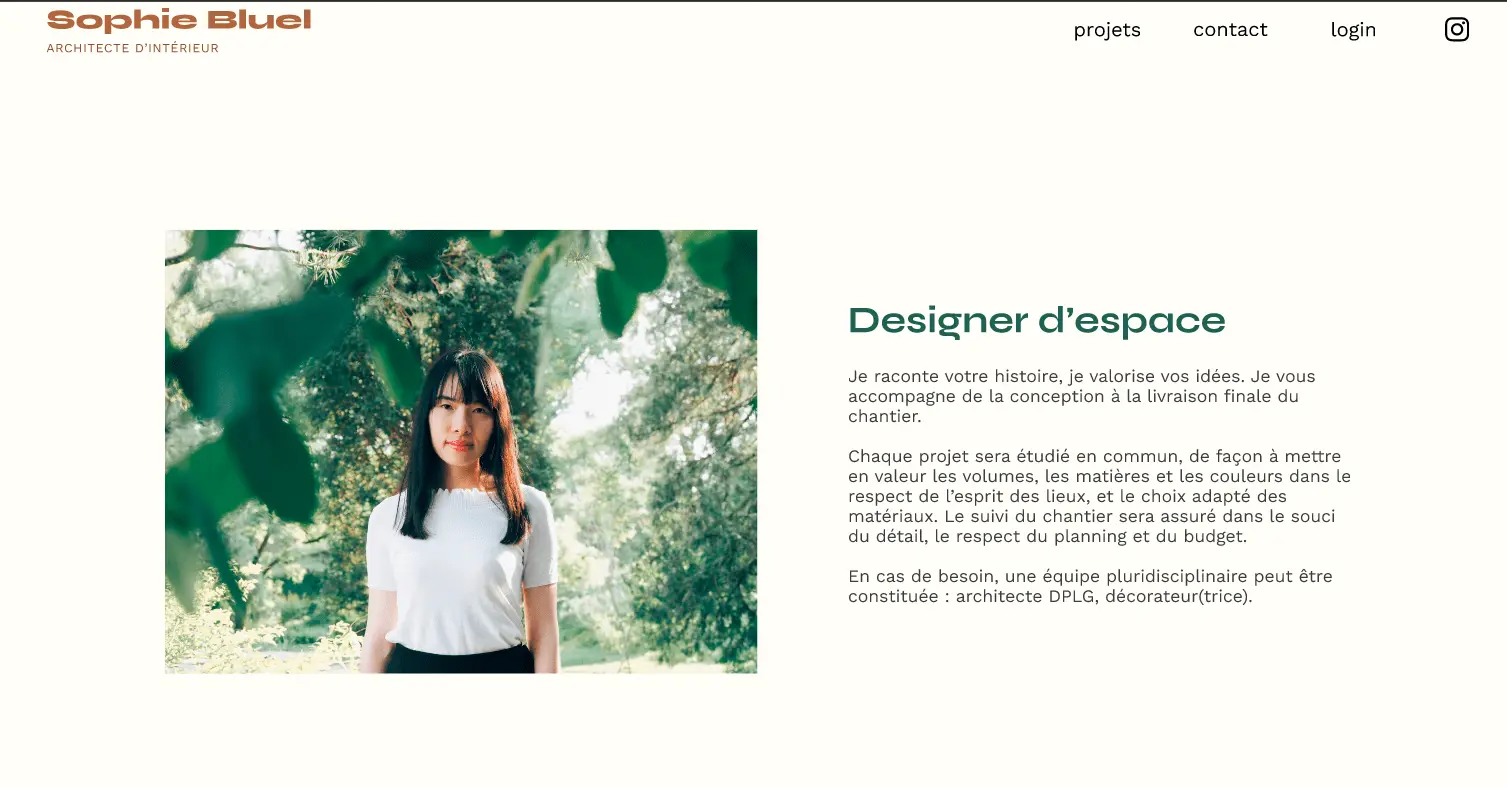 Sophie Bluel
ARCHITECTE D'INTÉRIEUR
projets
contact
login
Designer d’espace
Je raconte votre histoire, je valorise vos idées. Je vous
accompagne de la conception à la livraison finale du
chantier.
Chaque projet sera étudié en commun, de façon à mettre
en valeur les volumes, les matières et les couleurs dans le
respect de l’esprit des lieux, et le choix adapté des
matériaux. Le suivi du chantier sera assuré dans le souci
du détail, le respect du planning et du budget.
En cas de besoin, une équipe pluridisciplinaire peut être
constituée : architecte DPLG, décorateur(trice).